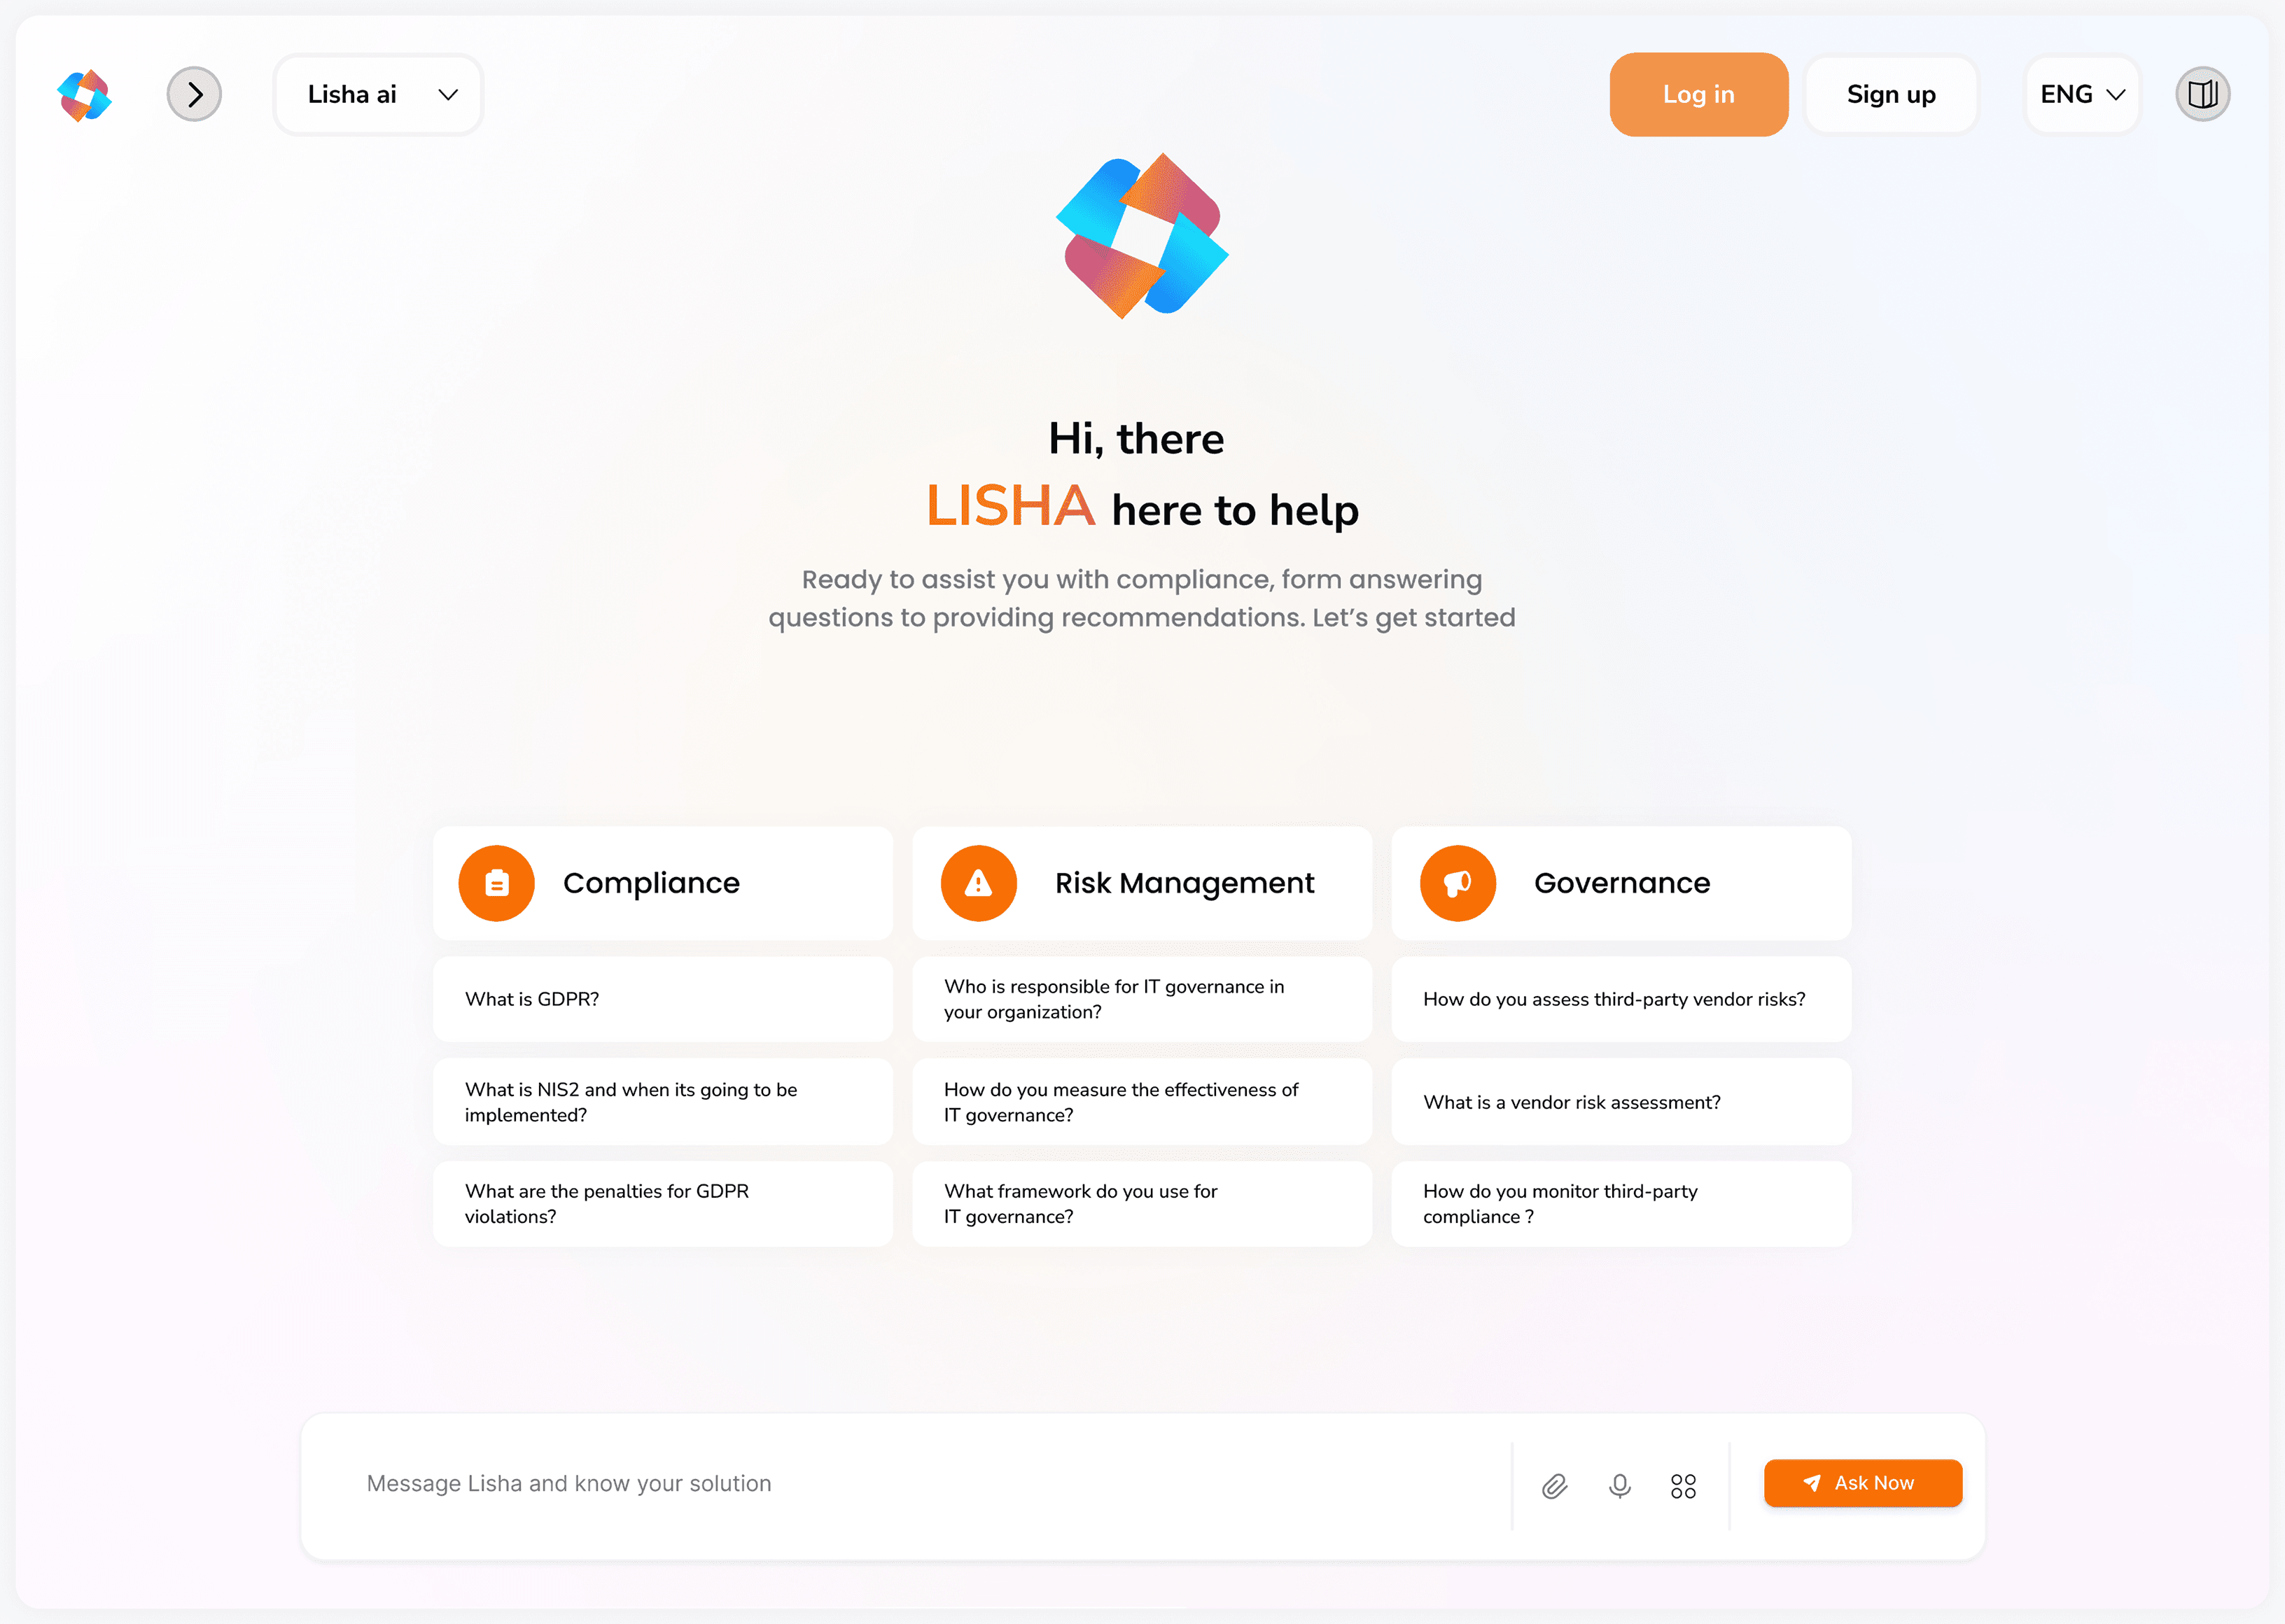 Lisha ai
Log in
Sign up
ENG
Hi, there
LISHA here to help
Ready to assist you with compliance, form answering
questions to providing recommendations. Let's get started
Compliance
What is GDPR?
What is NIS2 and when its going to be
implemented?
What are the penalties for GDPR
violations?
Risk Management
Who is responsible for IT governance in
your organization?
How do you measure the effectiveness of
IT governance?
What framework do you use for
IT governance?
Governance
How do you assess third-party vendor risks?
What is a vendor risk assessment?
How do you monitor third-party
compliance ?
Message Lisha and know your solution
Ask Now